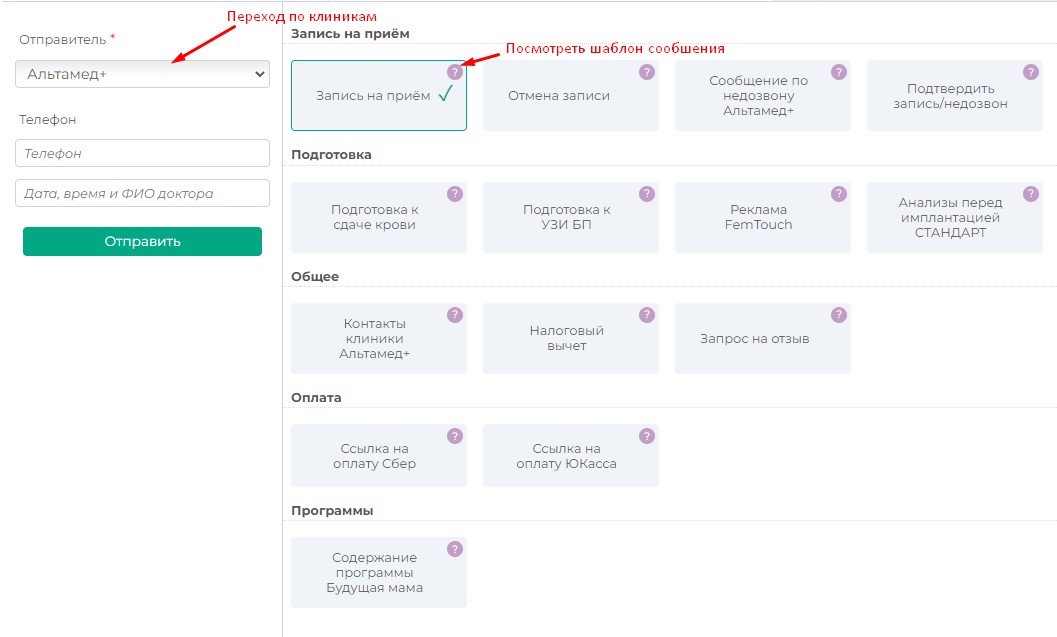 Переход по клиникам
Отправитель *
Альтамед+
Телефон
Телефон
Дата, время и ФИО доктора
Отправить
Запись на приём
Посмотреть шаблон сообшения
?
Запись на приём ✓
?
Отмена записи
?
Сообщение по
недозвону
Альтамед+
?
Подтвердить
запись/недозвон
Подготовка
?
Подготовка к
сдаче крови
?
Подготовка к
УЗИ БП
?
Реклама
FemTouch
?
Анализы перед
имплантацией
СТАНДАРТ
Общее
?
Контакты
клиники
Альтамед+
?
Налоговый
вычет
?
Запрос на отзыв
Оплата
?
Ссылка на
оплату Сбер
?
Ссылка на
оплату ЮКасса
Программы
?
Содержание
программы
Будущая мама